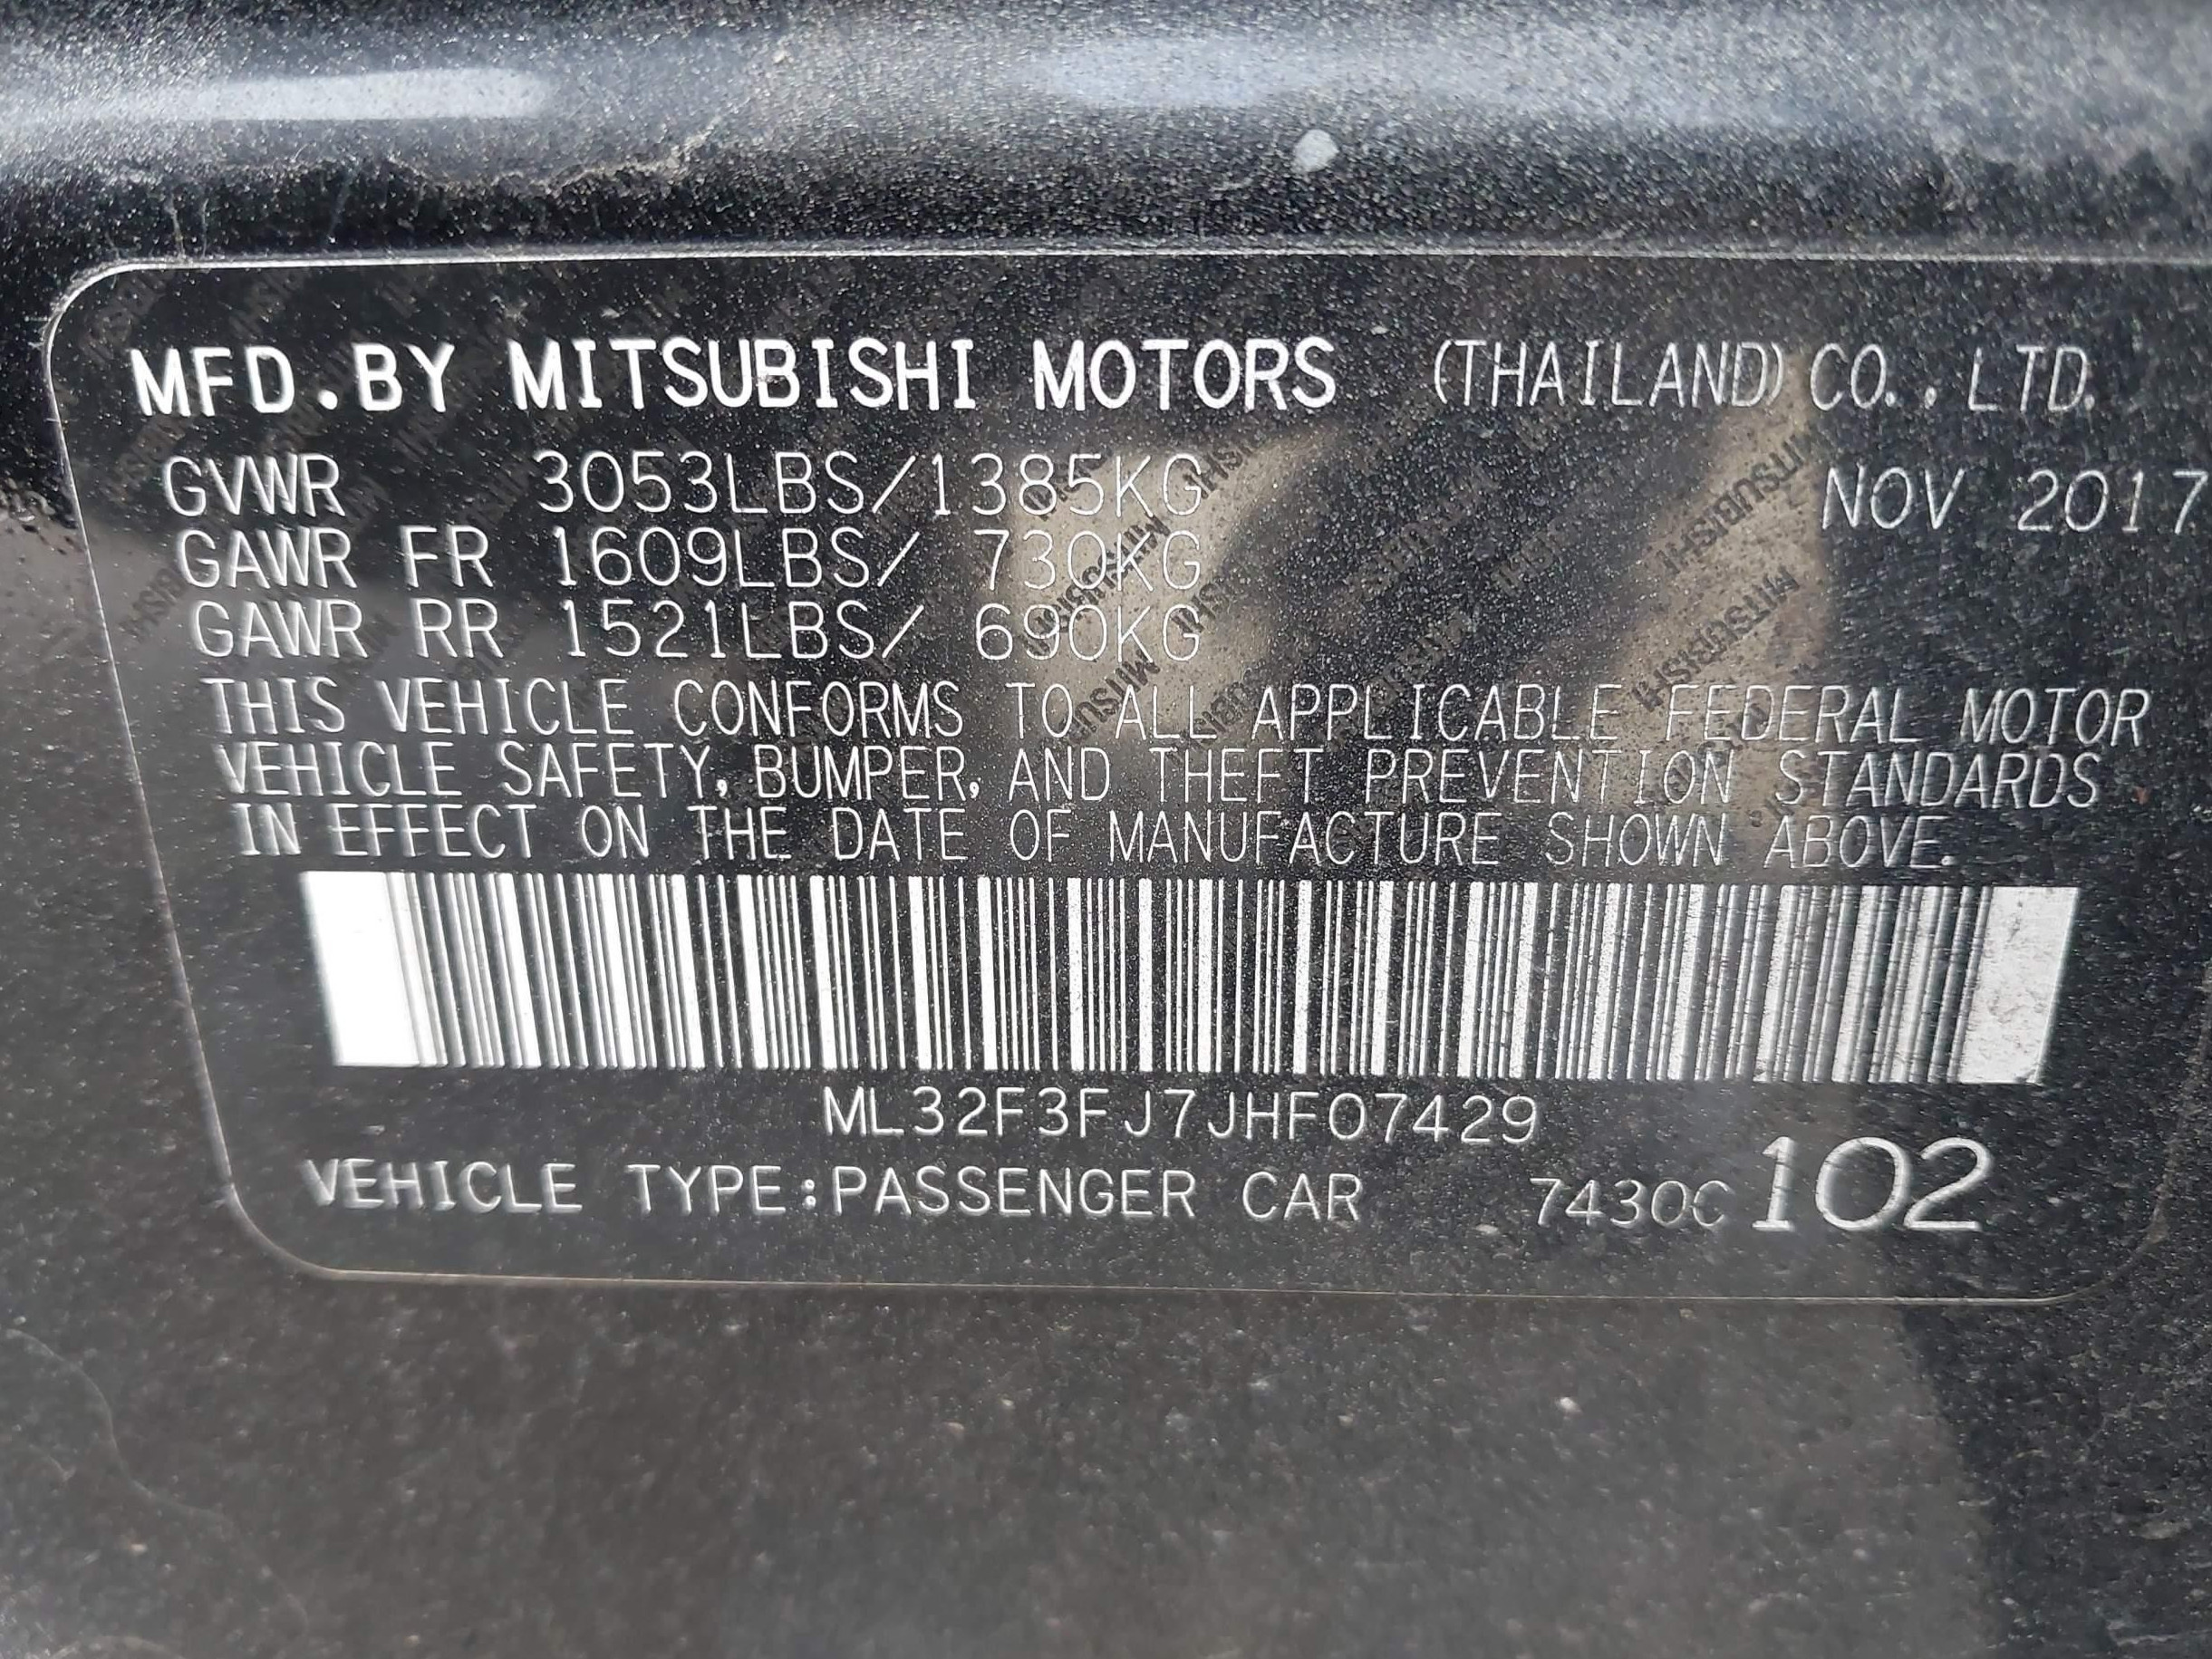 MFD.BY MITSUBISHI MOTORS (THAILAND) CO., LTD.
GVWR 3053LBS/1385KG NOV 2017
GAWR FR 1609LBS/ 730KG
GAWR RR 1521LBS/ 690KG
THIS VEHICLE CONFORMS TO ALL APPLICABLE FEDERAL MOTOR
VEHICLE SAFETY, BUMPER, AND THEFT PREVENTION STANDARDS
IN EFFECT ON THE DATE OF MANUFACTURE SHOWN ABOVE.
ML32F3FJ7JHF07429
VEHICLE TYPE:PASSENGER CAR 7430C102